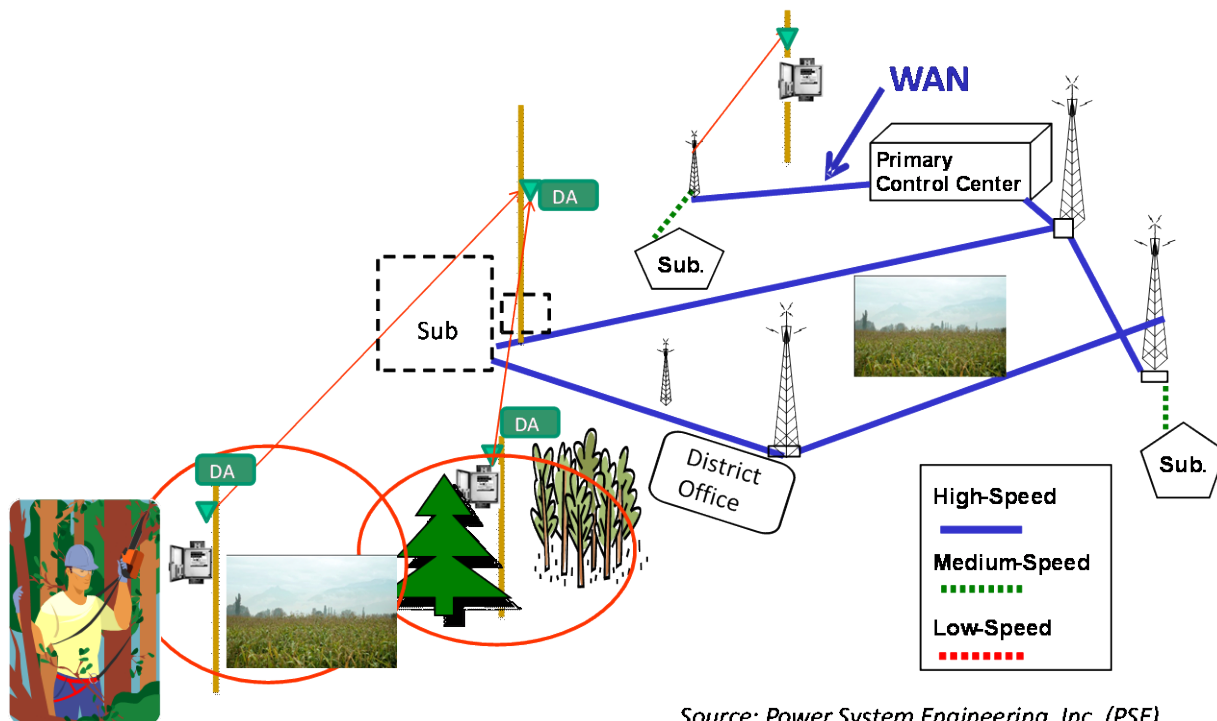 WAN
Primary
Control Center
DA
Sub.
Sub
DA
District
Office
Sub.
DA
High-Speed
Medium-Speed
Low-Speed
Source: Power System Engineering, Inc. (PSE)